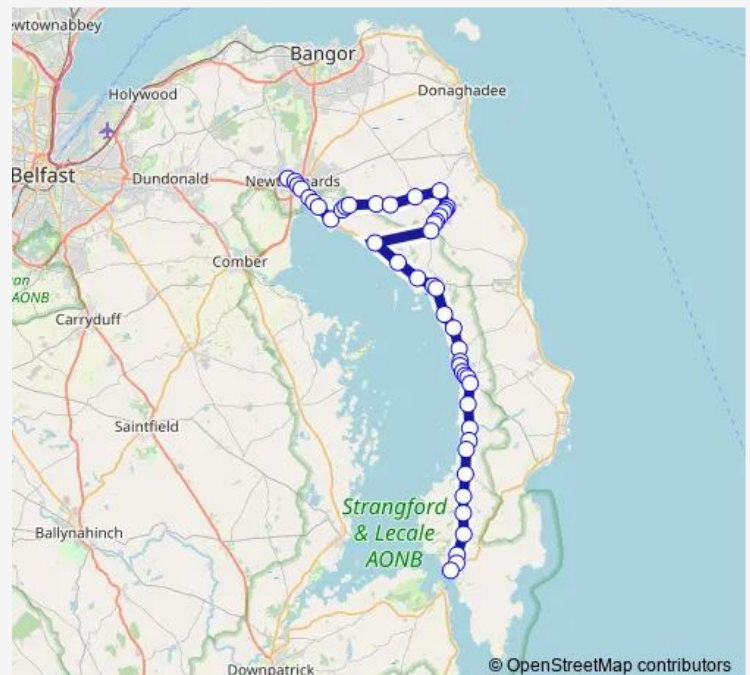 ewtownabbey
Bangor
Holywood
Donaghadee
Belfast
Dundonald
Newt ards
Comber
an
AONB
Carryduff
Saintfield
Strangford
& Lecale
AONB
Ballynahinch
Downpatrick
© OpenStreetMap contributors